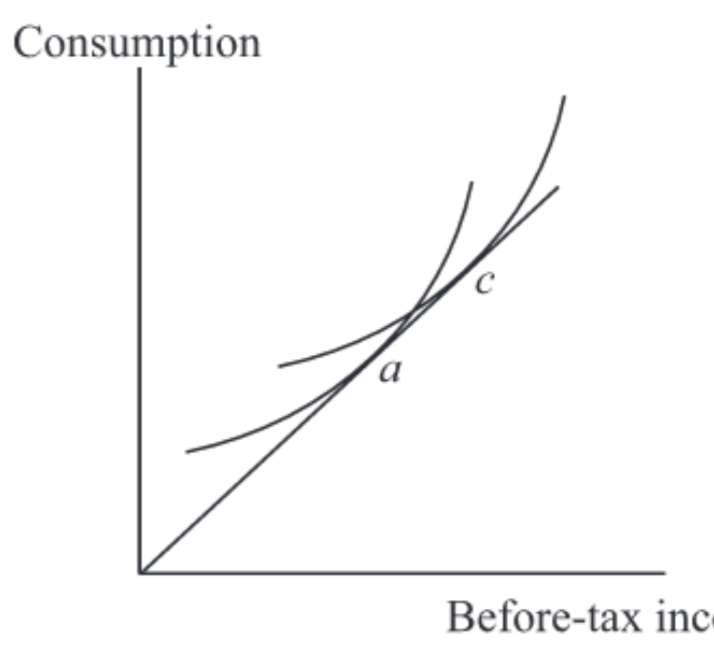 Consumption
c
a
Before-tax inc